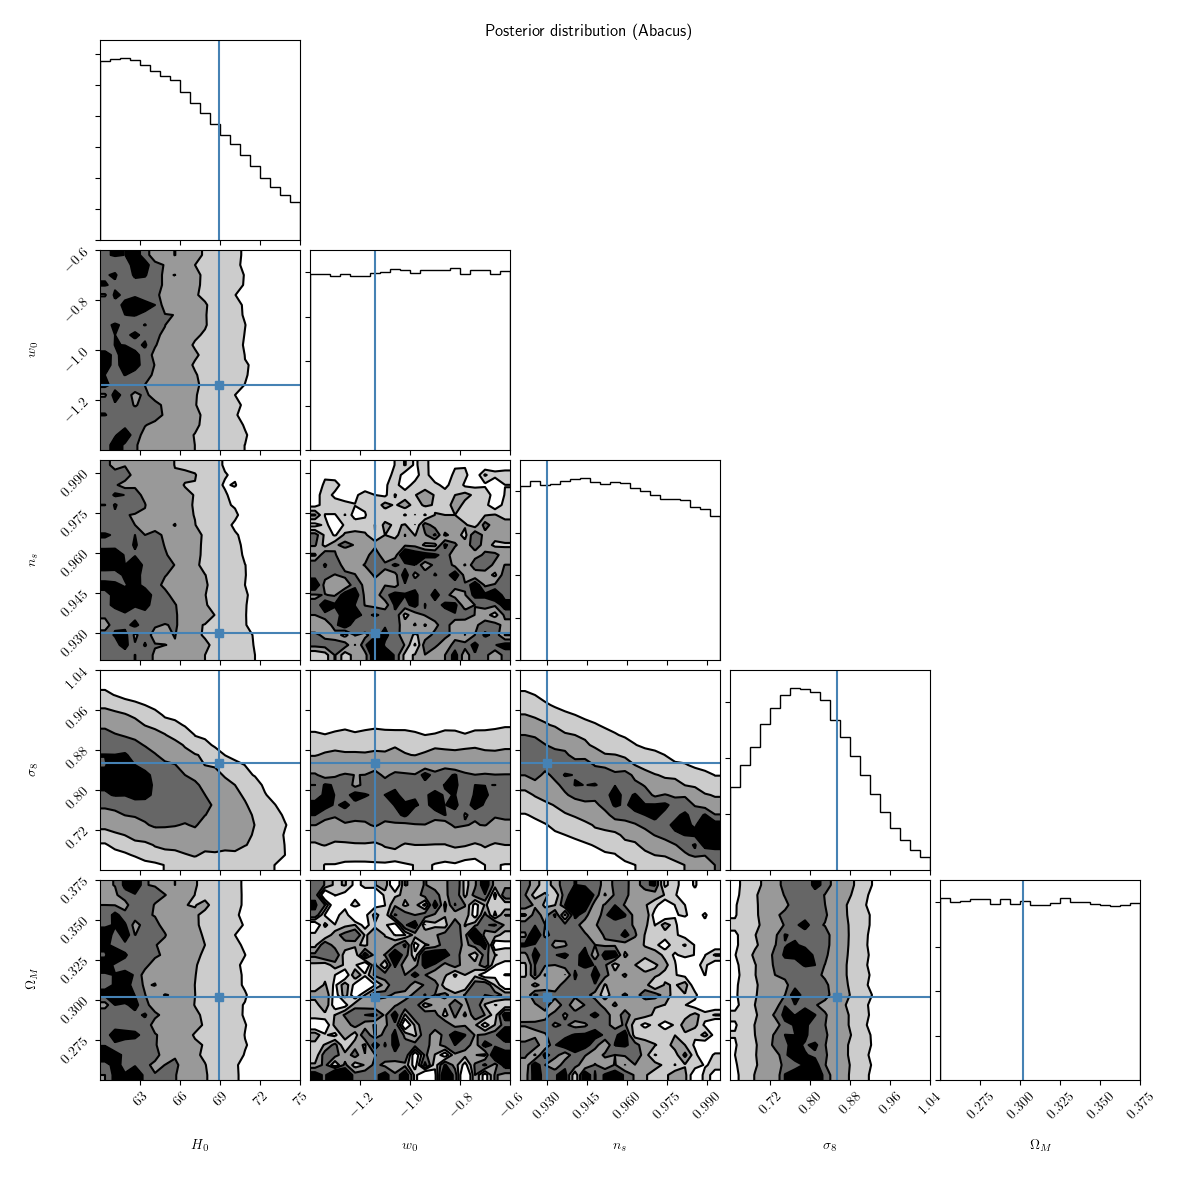 Posterior distribution (Abacus)
−0.6
−0.8
−1.0
−1.2
w₀
0.990
0.975
0.960
0.945
0.930
nₛ
1.04
0.96
0.88
0.80
0.72
σ₈
0.375
0.350
0.325
0.300
0.275
Ω_M
63 66 69 72 75
−1.2 −1.0 −0.8 −0.6
0.930 0.945 0.960 0.975 0.990
0.72 0.80 0.88 0.96 1.04
0.275 0.300 0.325 0.350 0.375
H₀ w₀ nₛ σ₈ Ω_M